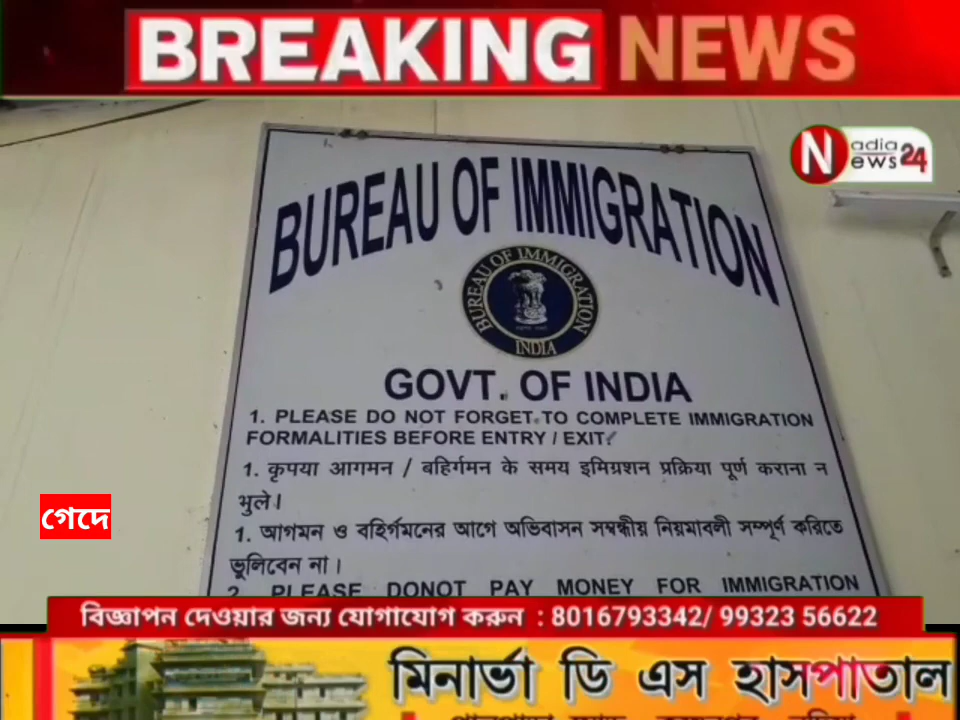 BREAKING NEWS
Nadia
News 24
BUREAU OF IMMIGRATION
BUREAU OF IMMIGRATION
INDIA
GOVT. OF INDIA
1. PLEASE DO NOT FORGET TO COMPLETE IMMIGRATION
FORMALITIES BEFORE ENTRY / EXIT.
1. कृपया आगमन / बहिर्गमन के समय इमिग्रशन प्रक्रिया पूर्ण कराना न
भुले।
গেদে
1. আগমন ও বহির্গমনের আগে অভিবাসন সম্বন্ধীয় নিয়মাবলী সম্পূর্ণ করিতে
ভুলিবেন না।
2. PLEASE DONOT PAY MONEY FOR IMMIGRATION
বিজ্ঞাপন দেওয়ার জন্য যোগাযোগ করুন : 8016793342/ 99323 56622
মিনার্ভা ডি এস হাসপাতাল